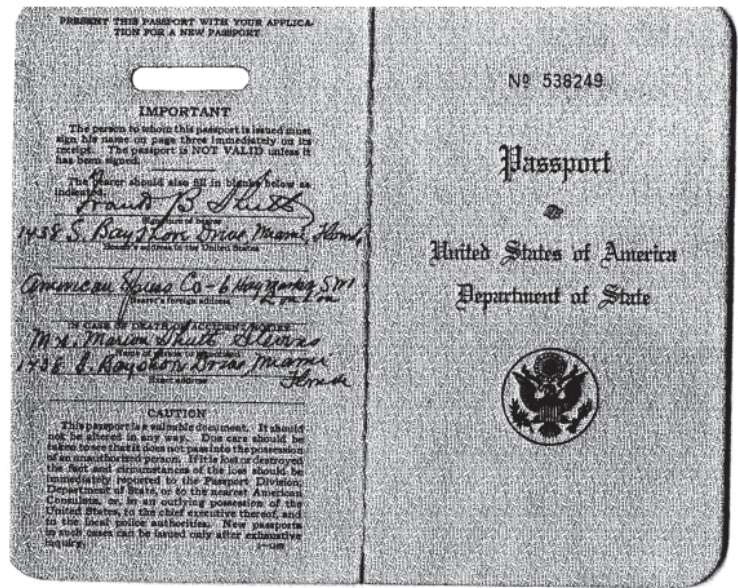 PRESENT THIS PASSPORT WITH YOUR APPLICA-
TION FOR A NEW PASSPORT
IMPORTANT
The person to whom this passport is issued must
sign his name on page three immediately on its
receipt. The passport is NOT VALID unless it
has been signed.
The bearer should also fill in blanks below as
indicated.
B. Shutts
Signature of bearer
1438 S. Bayshore Drive, Miami,
Bearer's address in the United States
American Co - 6 Haymarket S.W.1
London
Bearer's foreign address
IN CASE OF DEATH OR ACCIDENT NOTIFY
Mrs. Marion Shutts Stevens
Name of person to be notified
1438 S. Bayshore Drive Miami
Exact address
CAUTION
This passport is a valuable document. It should
not be altered in any way. Due care should be
taken to see that it does not pass into the possession
of an unauthorized person. If it is lost or destroyed
the fact and circumstances of the loss should be
immediately reported to the Passport Division,
Department of State, or to the nearest American
Consulate, or, in an outlying possession of the
United States, to the chief executive thereof, and
to the local police authorities. New passports
in such cases can be issued only after exhaustive
inquiry.
Nº 538249
Passport
United States of America
Department of State